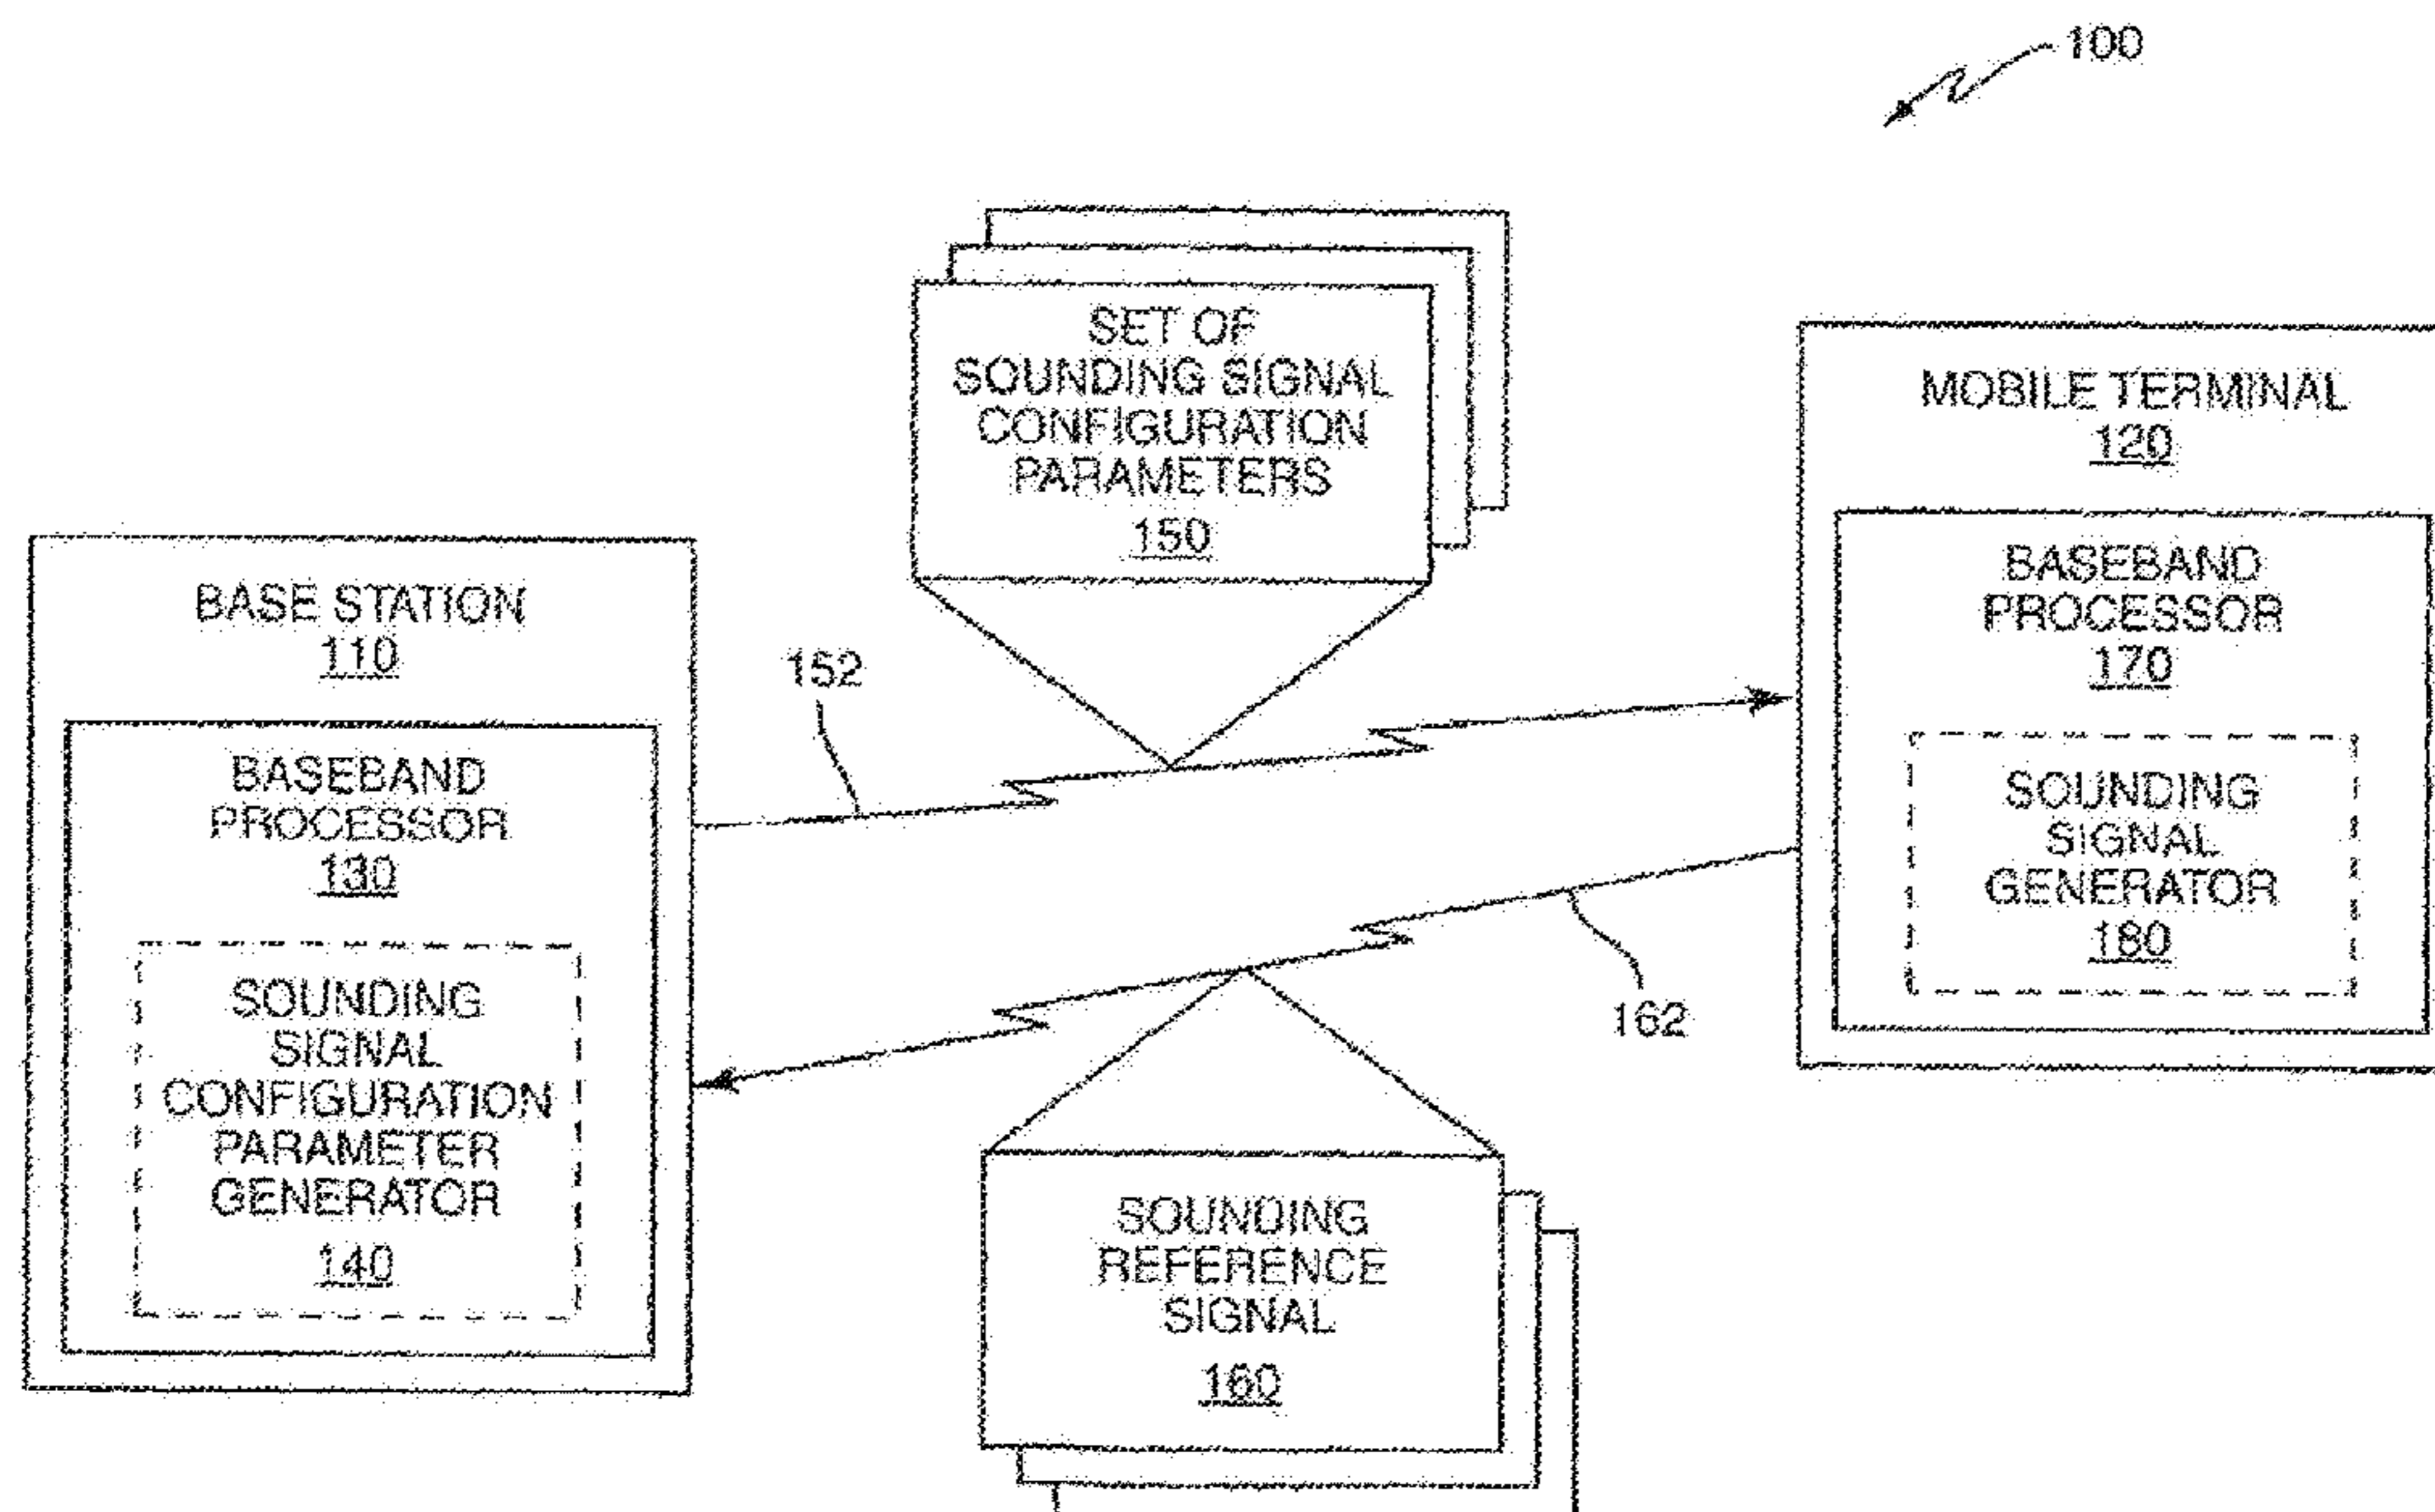 100
SET OF
SOUNDING SIGNAL
CONFIGURATION
PARAMETERS
150
MOBILE TERMINAL
120
BASEBAND
PROCESSOR
170
SOUNDING
SIGNAL
GENERATOR
180
BASE STATION
110
BASEBAND
PROCESSOR
130
SOUNDING
SIGNAL
CONFIGURATION
PARAMETER
GENERATOR
140
152
162
SOUNDING
REFERENCE
SIGNAL
160